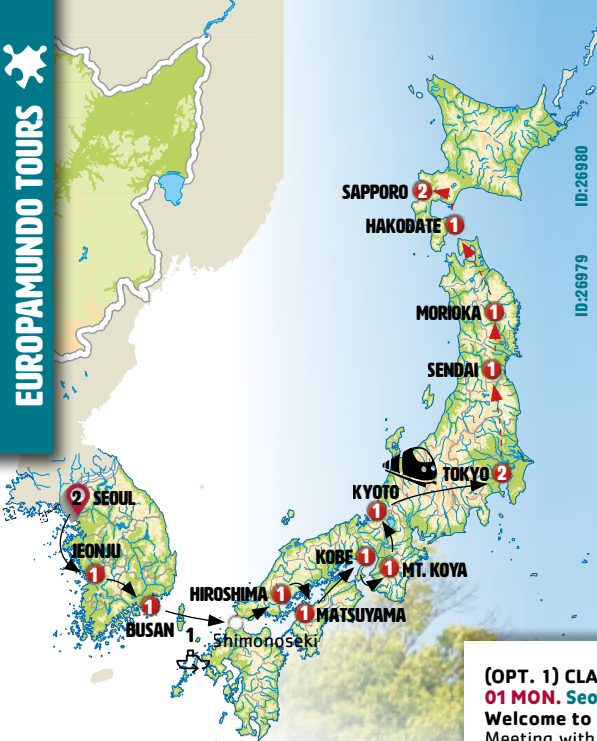 EUROPAMUNDO TOURS
ID:26980
ID:26979
SAPPORO 2
HAKODATE 1
MORIOKA 1
SENDAI 1
TOKYO 2
KYOTO
1
2 SEOUL
JEONJU
1
KOBE 1
1 MT. KOYA
HIROSHIMA 1
1 MATSUYAMA
1
BUSAN
1
Shimonoseki
(OPT. 1) CLA
01 MON. Seo
Welcome to
Meeting with